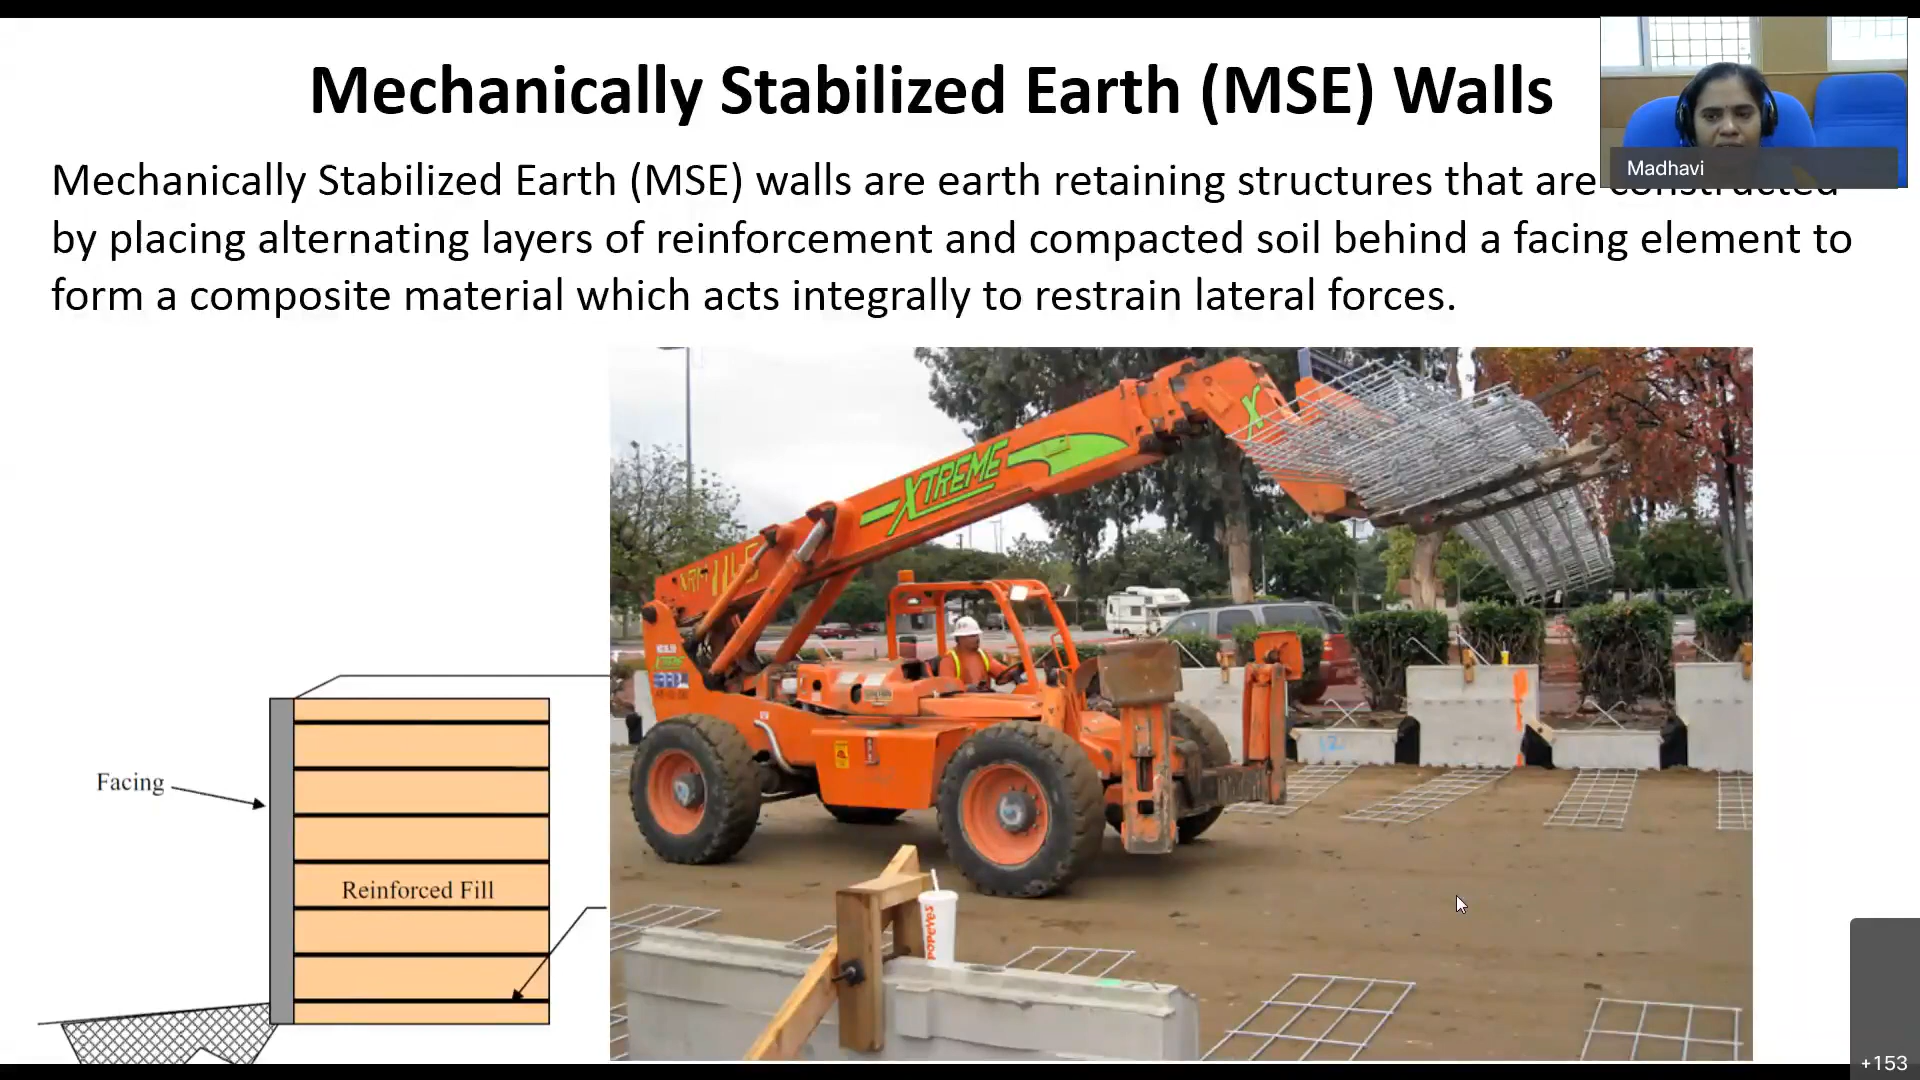 Mechanically Stabilized Earth (MSE) Walls
Madhavi
Mechanically Stabilized Earth (MSE) walls are earth retaining structures that are constructed
by placing alternating layers of reinforcement and compacted soil behind a facing element to
form a composite material which acts integrally to restrain lateral forces.
XTREME
X
Facing
Reinforced Fill
POPEYES
+153